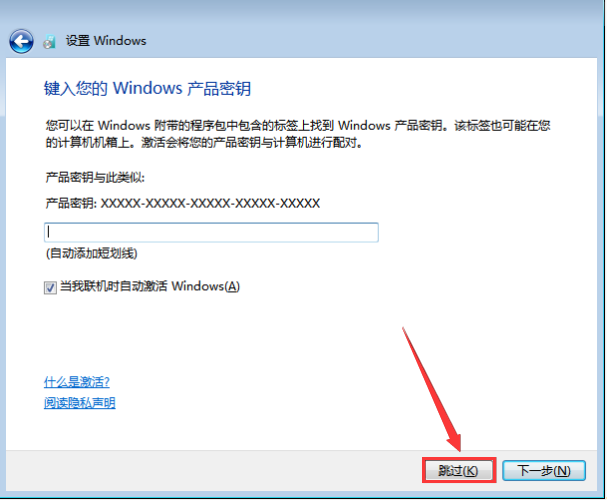 设置 Windows
键入您的 Windows 产品密钥
您可以在 Windows 附带的程序包中包含的标签上找到 Windows 产品密钥。该标签也可能在您
的计算机机箱上。激活会将您的产品密钥与计算机进行配对。
产品密钥与此类似:
产品密钥: XXXXX-XXXXX-XXXXX-XXXXX-XXXXX
(自动添加短划线)
当我联机时自动激活 Windows(A)
什么是激活?
阅读隐私声明
跳过(K) 下一步(N)